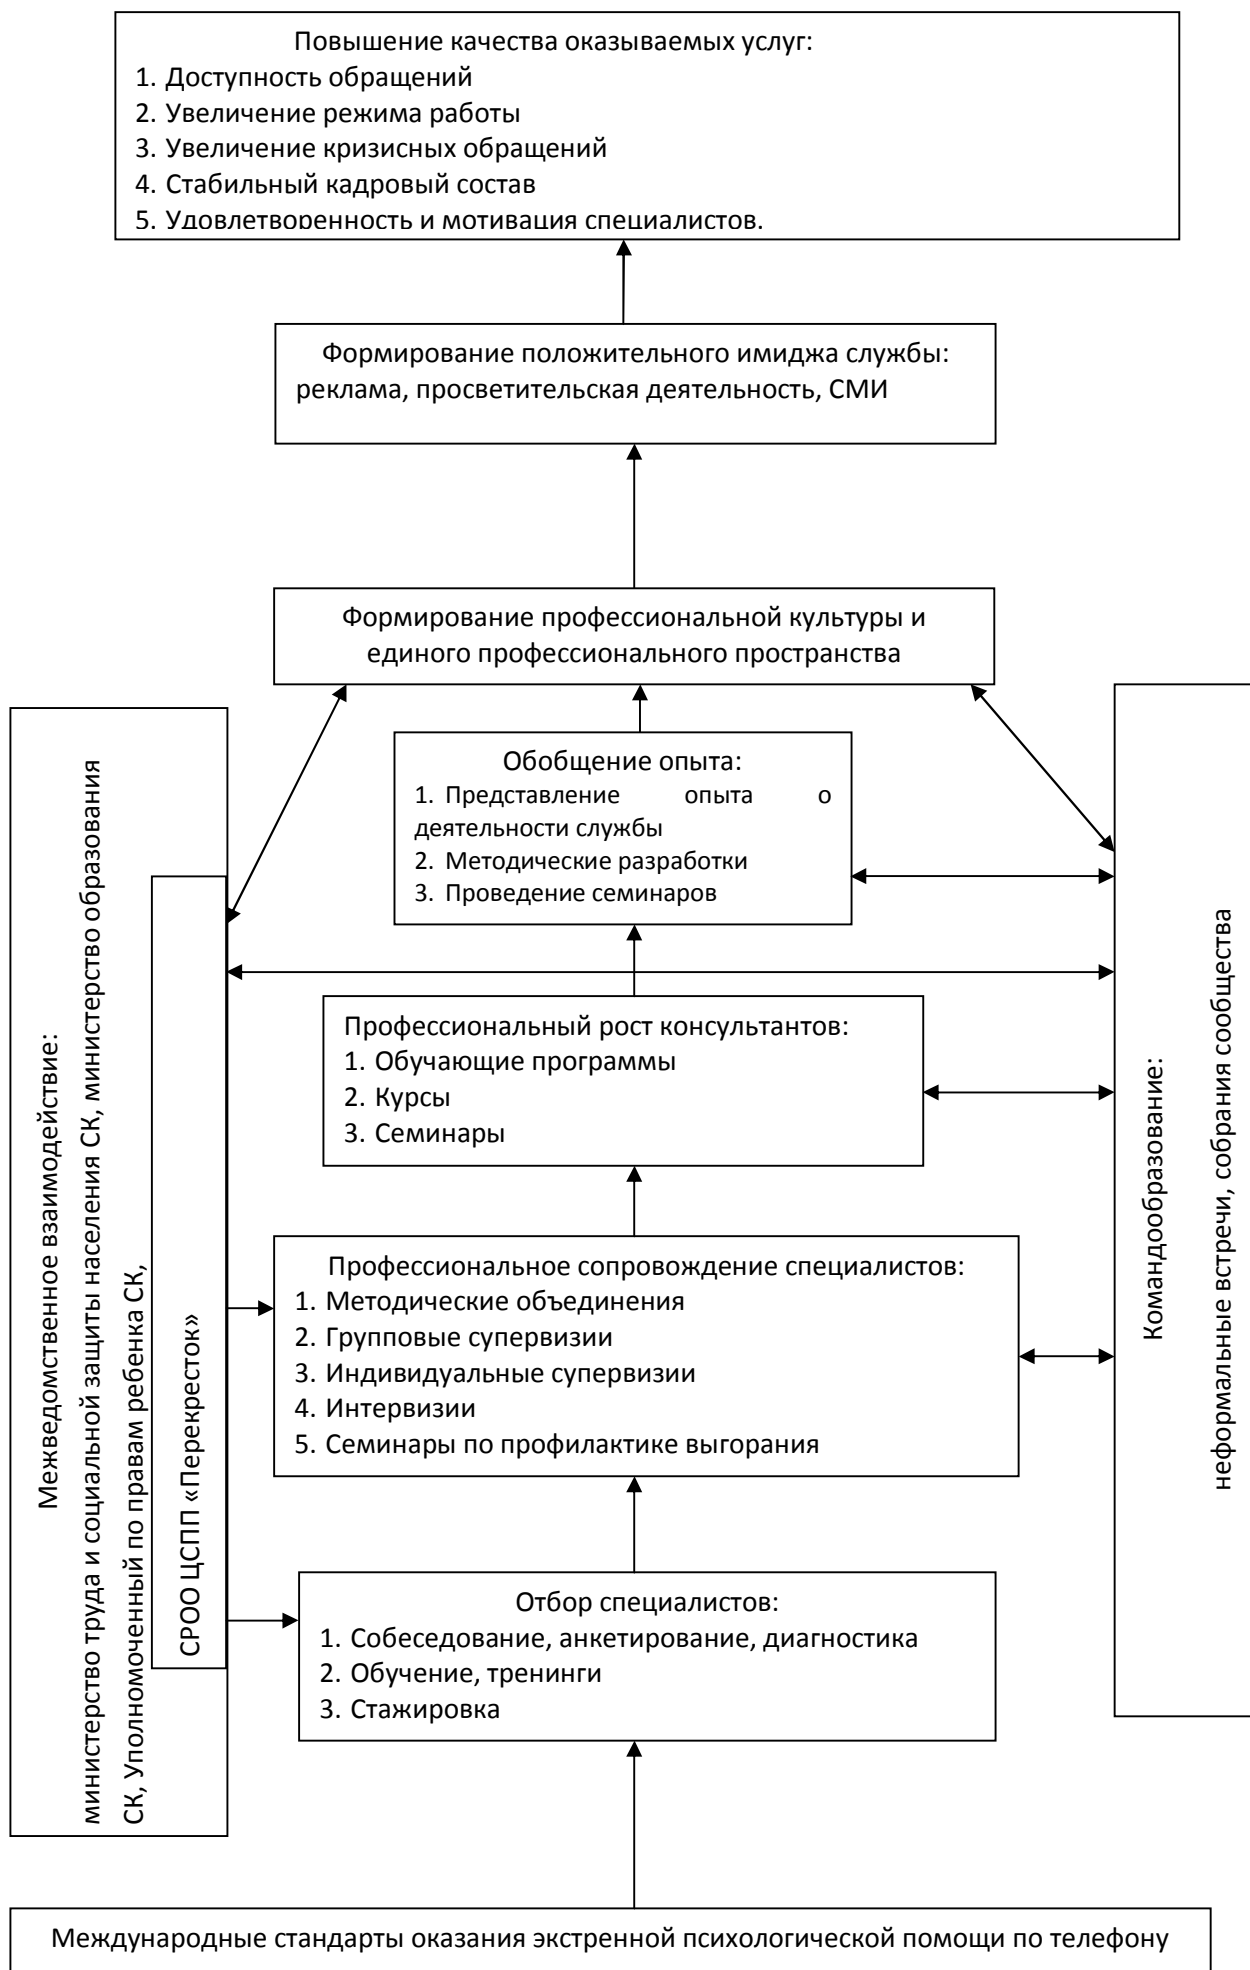 Повышение качества оказываемых услуг:
1. Доступность обращений
2. Увеличение режима работы
3. Увеличение кризисных обращений
4. Стабильный кадровый состав
5. Удовлетворенность и мотивация специалистов.
Формирование положительного имиджа службы:
реклама, просветительская деятельность, СМИ
Формирование профессиональной культуры и
единого профессионального пространства
Обобщение опыта:
1. Представление опыта о
деятельности службы
2. Методические разработки
3. Проведение семинаров
Профессиональный рост консультантов:
1. Обучающие программы
2. Курсы
3. Семинары
Профессиональное сопровождение специалистов:
1. Методические объединения
2. Групповые супервизии
3. Индивидуальные супервизии
4. Интервизии
5. Семинары по профилактике выгорания
Отбор специалистов:
1. Собеседование, анкетирование, диагностика
2. Обучение, тренинги
3. Стажировка
Межведомственное взаимодействие:
министерство труда и социальной защиты населения СК, министерство образования
СК, Уполномоченный по правам ребенка СК,
СРОО ЦСПП «Перекресток»
Командообразование:
неформальные встречи, собрания сообщества
Международные стандарты оказания экстренной психологической помощи по телефону